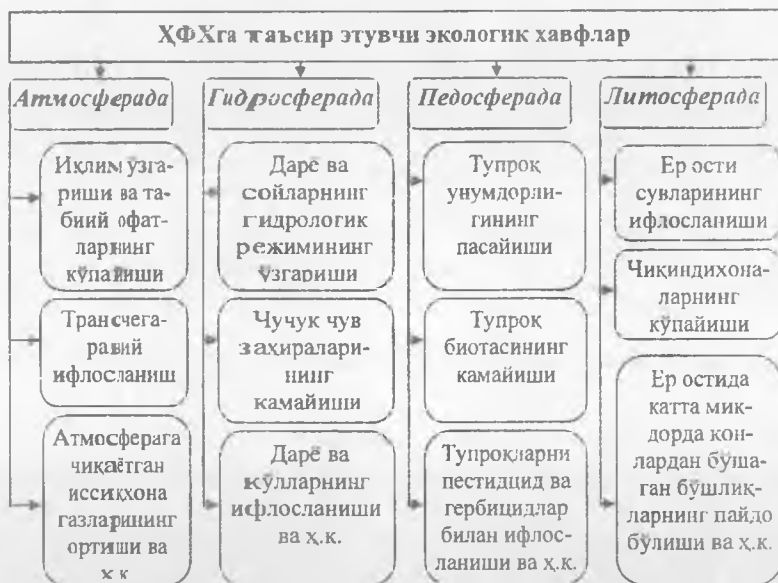 ҲФХга таъсир этувчи экологик хавфлар
Атмосферада
Иқлим ўзга-
риши ва та-
биий офат-
ларнинг
кўпайиши
Трансчега-
равий
ифлосланиш
Атмосферага
чиқаётган
иссиқхона
газларининг
ортиши ва
ҳ.к.
Гидросферада
Дарё ва
сойларнинг
гидрологик
режимининг
ўзгариши
Чучук чув
захиралари-
нинг
камайиши
Дарё ва
кўлларнинг
ифлосланиши
ва ҳ.к.
Педосферада
Тупроқ
унумдорли-
гининг
пасайиши
Тупроқ
биотасининг
камайиши
Тупроқларни
пестидцид ва
гербицидлар
билан ифлос-
ланиши ва ҳ.к.
Литосферада
Ер ости
сувларининг
ифлосланиши
Чиқиндихона-
ларнинг
кўпайиши
Ер остида
катта мик-
дорда кон-
лардан бўша-
ган бўшлиқ-
ларнинг пайдо
бўлиши ва ҳ.к.